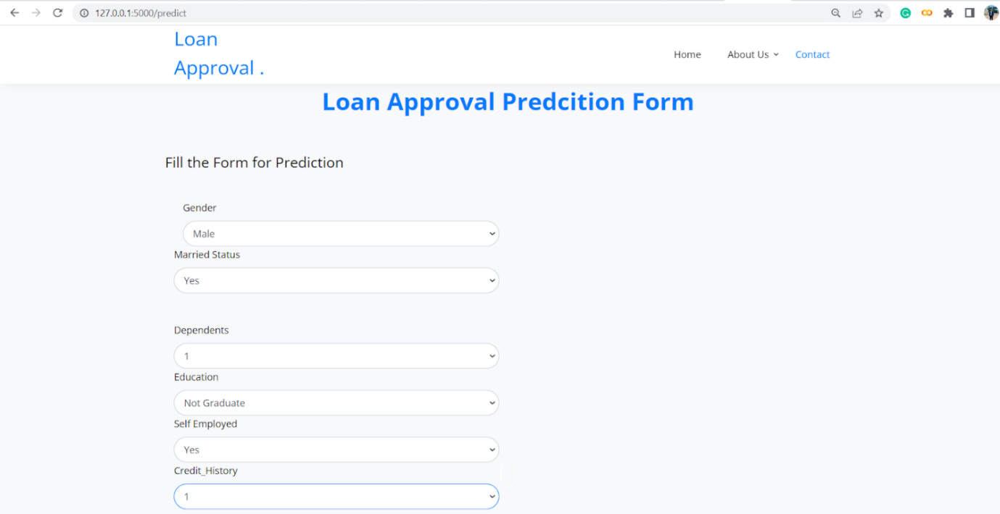 127.0.0.1:5000/predict
Loan
Approval .
Home About Us Contact
Loan Approval Predcition Form
Fill the Form for Prediction
Gender
Male
Married Status
Yes
Dependents
1
Education
Not Graduate
Self Employed
Yes
Credit_History
1